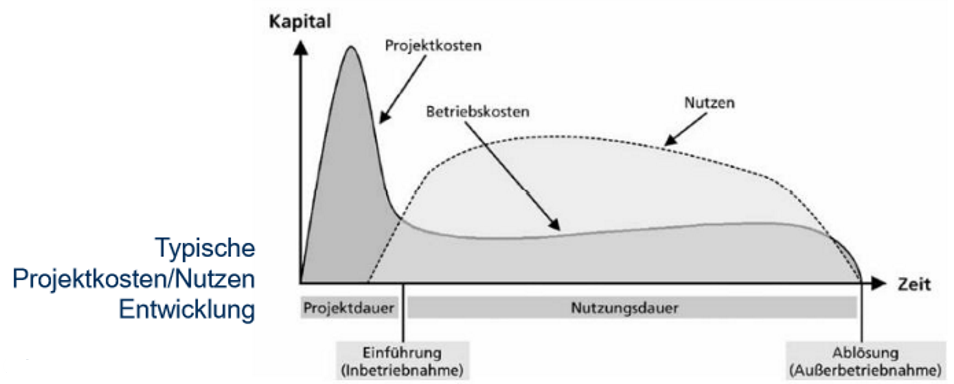 Kapital
Projektkosten
Betriebskosten
Nutzen
Typische
Projektkosten/Nutzen
Entwicklung
Zeit
Projektdauer
Nutzungsdauer
Einführung
(Inbetriebnahme)
Ablösung
(Außerbetriebnahme)